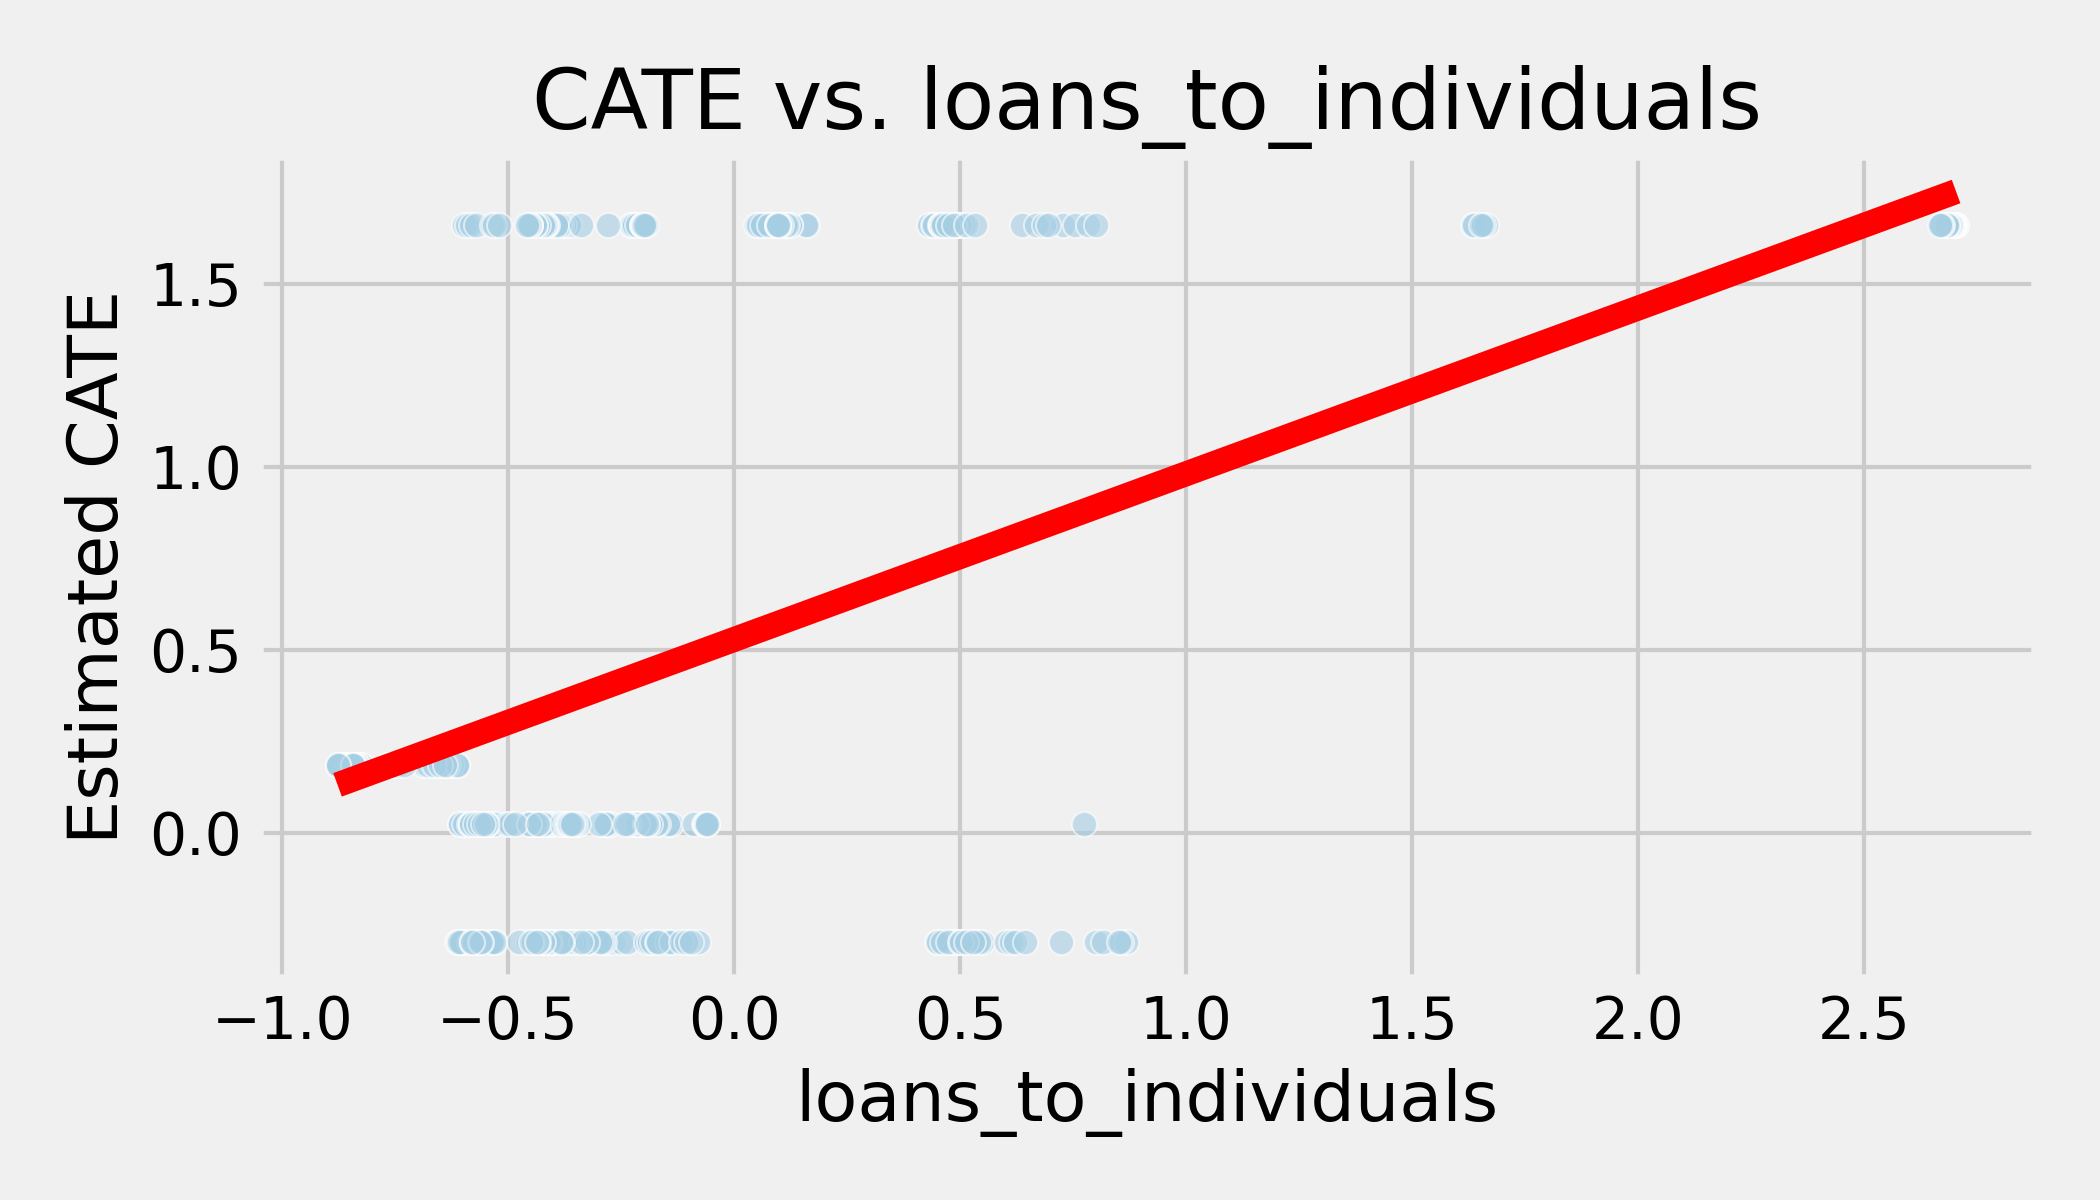 CATE vs. loans_to_individuals
Estimated CATE
1.5
1.0
0.5
0.0
−1.0 −0.5 0.0 0.5 1.0 1.5 2.0 2.5
loans_to_individuals